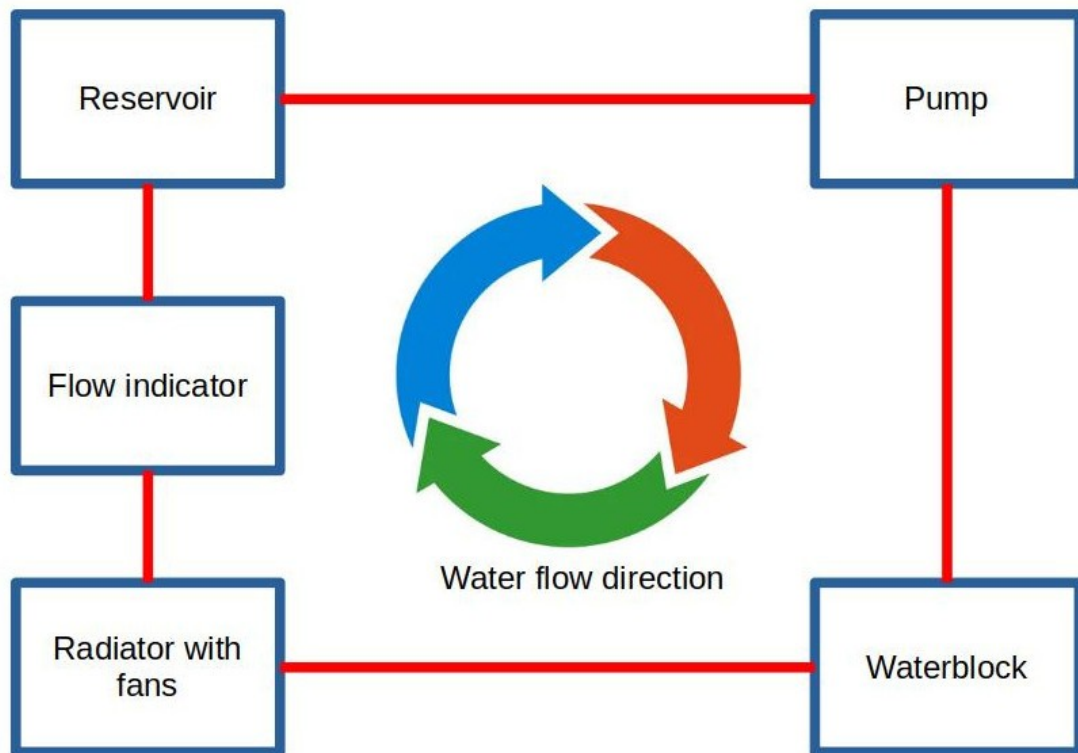 Reservoir
Pump
Flow indicator
Water flow direction
Radiator with
fans
Waterblock